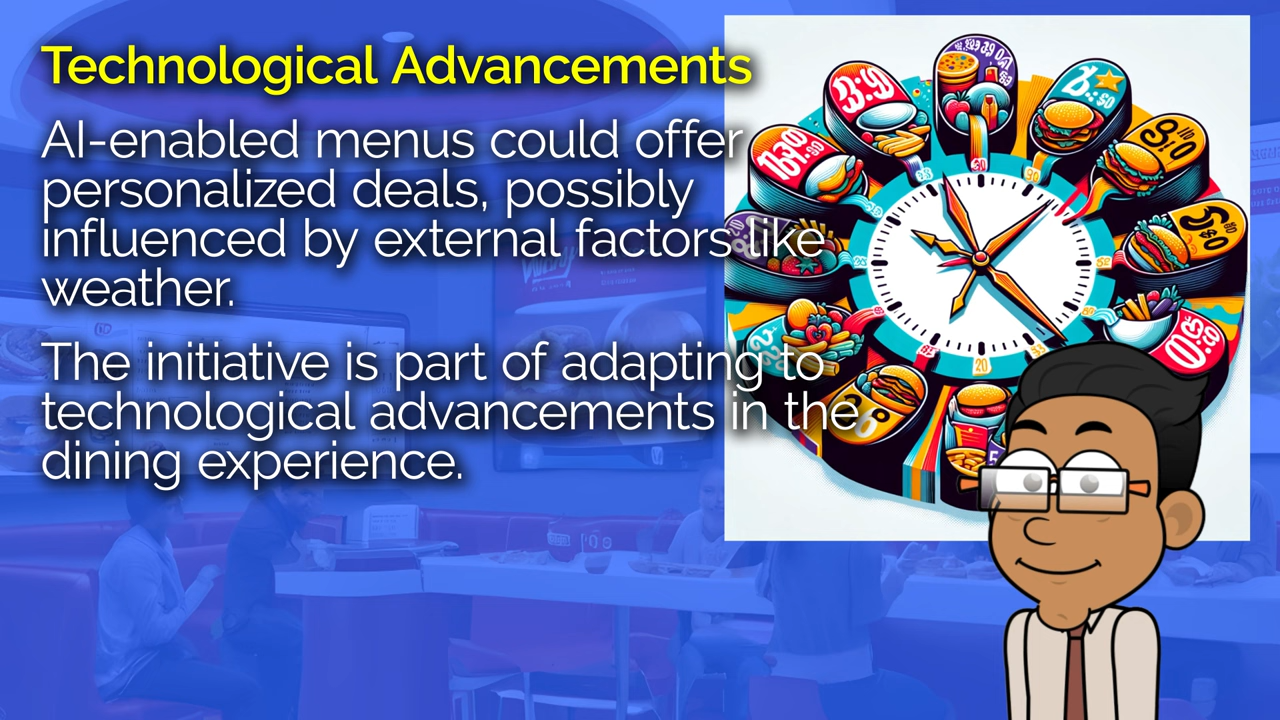 Technological Advancements
AI-enabled menus could offer
personalized deals, possibly
influenced by external factors like
weather.
The initiative is part of adapting to
technological advancements in the
dining experience.